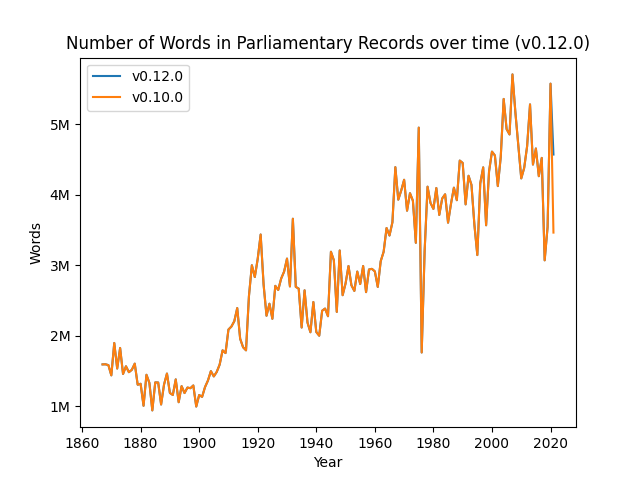 Number of Words in Parliamentary Records over time (v0.12.0)
v0.12.0
v0.10.0
5M
4M
3M
2M
1M
Words
1860 1880 1900 1920 1940 1960 1980 2000 2020
Year